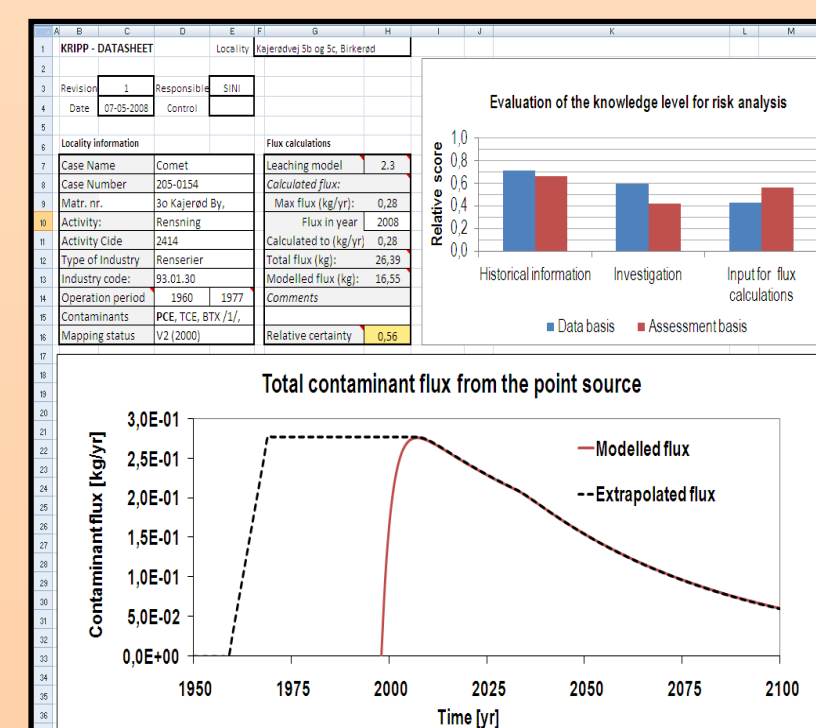 A B C D E F G H I J K L M
1 KRIPP - DATASHEET Locality Kajerødvej 5b og 5c, Birkerød
2
3 Revision 1 Responsible SINI
4 Date 07-05-2008 Control
5
6 Locality information Flux calculations
7 Case Name Comet Leaching model 2.3
8 Case Number 205-0154 Calculated flux:
9 Matr. nr. 3o Kajerød By, Max flux (kg/yr): 0,28
10 Activity: Rensning Flux in year 2008
11 Activity Cide 2414 Calculated to (kg/yr) 0,28
12 Type of Industry Renserier Total flux (kg): 26,39
13 Industry code: 93.01.30 Modelled flux (kg): 16,55
14 Operation period 1960 1977 Comments
15 Contaminants PCE, TCE, BTX /1/,
16 Mapping status V2 (2000) Relative certainty 0,56
Evaluation of the knowledge level for risk analysis
Relative score
1,0
0,8
0,6
0,4
0,2
0,0
Historical information Investigation Input for flux
calculations
Data basis Assessment basis
17
18
19
20
21
22
23
24
25
26
27
28
29
30
31
32
33
34
35
36
Total contaminant flux from the point source
Contaminant flux [kg/yr]
3,0E-01
2,5E-01
2,0E-01
1,5E-01
1,0E-01
5,0E-02
0,0E+00
Modelled flux
Extrapolated flux
1950 1975 2000 2025 2050 2075 2100
Time [yr]